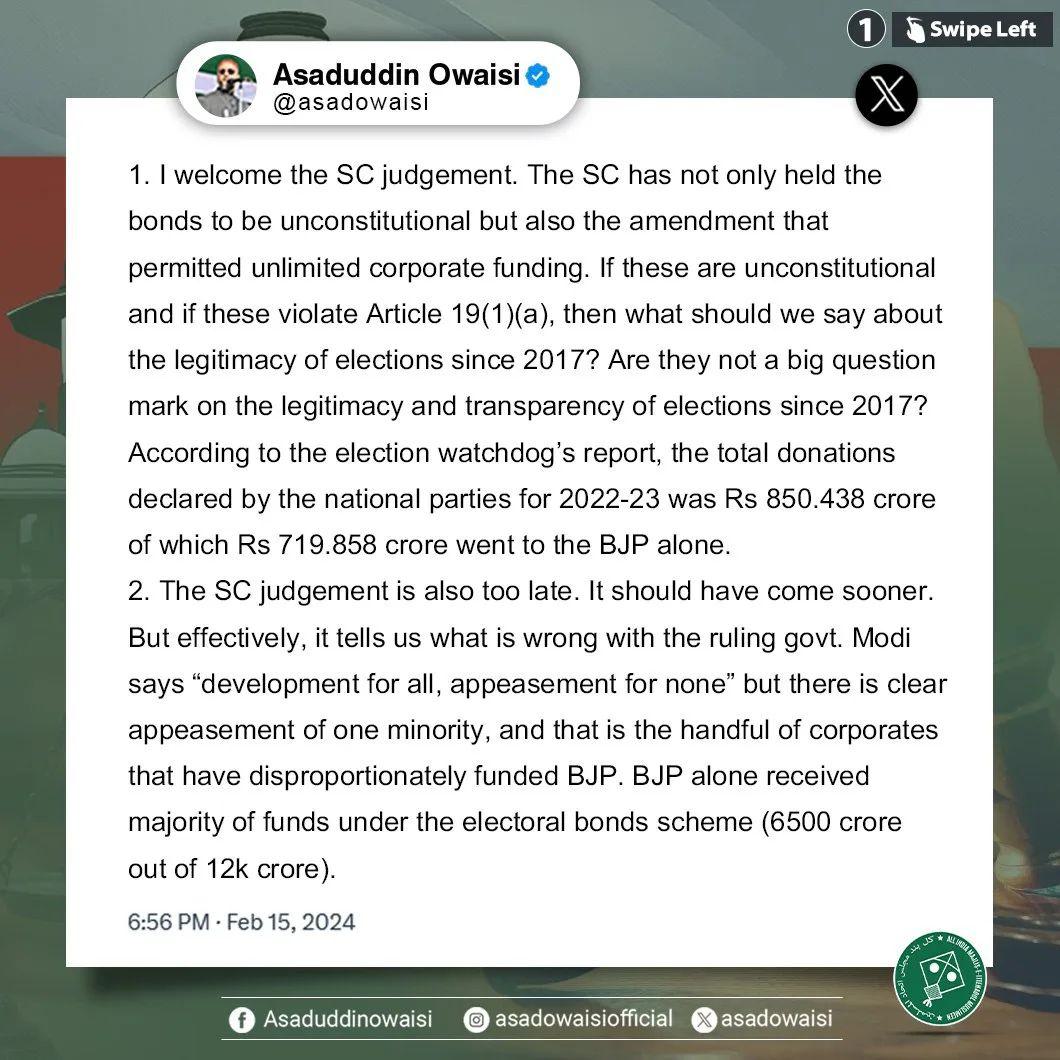 1 Swipe Left
Asaduddin Owaisi
@asadowaisi
X
1. I welcome the SC judgement. The SC has not only held the
bonds to be unconstitutional but also the amendment that
permitted unlimited corporate funding. If these are unconstitutional
and if these violate Article 19(1)(a), then what should we say about
the legitimacy of elections since 2017? Are they not a big question
mark on the legitimacy and transparency of elections since 2017?
According to the election watchdog’s report, the total donations
declared by the national parties for 2022-23 was Rs 850.438 crore
of which Rs 719.858 crore went to the BJP alone.
2. The SC judgement is also too late. It should have come sooner.
But effectively, it tells us what is wrong with the ruling govt. Modi
says “development for all, appeasement for none” but there is clear
appeasement of one minority, and that is the handful of corporates
that have disproportionately funded BJP. BJP alone received
majority of funds under the electoral bonds scheme (6500 crore
out of 12k crore).
6:56 PM · Feb 15, 2024
Asaduddinowaisi asadowaisiofficial asadowaisi